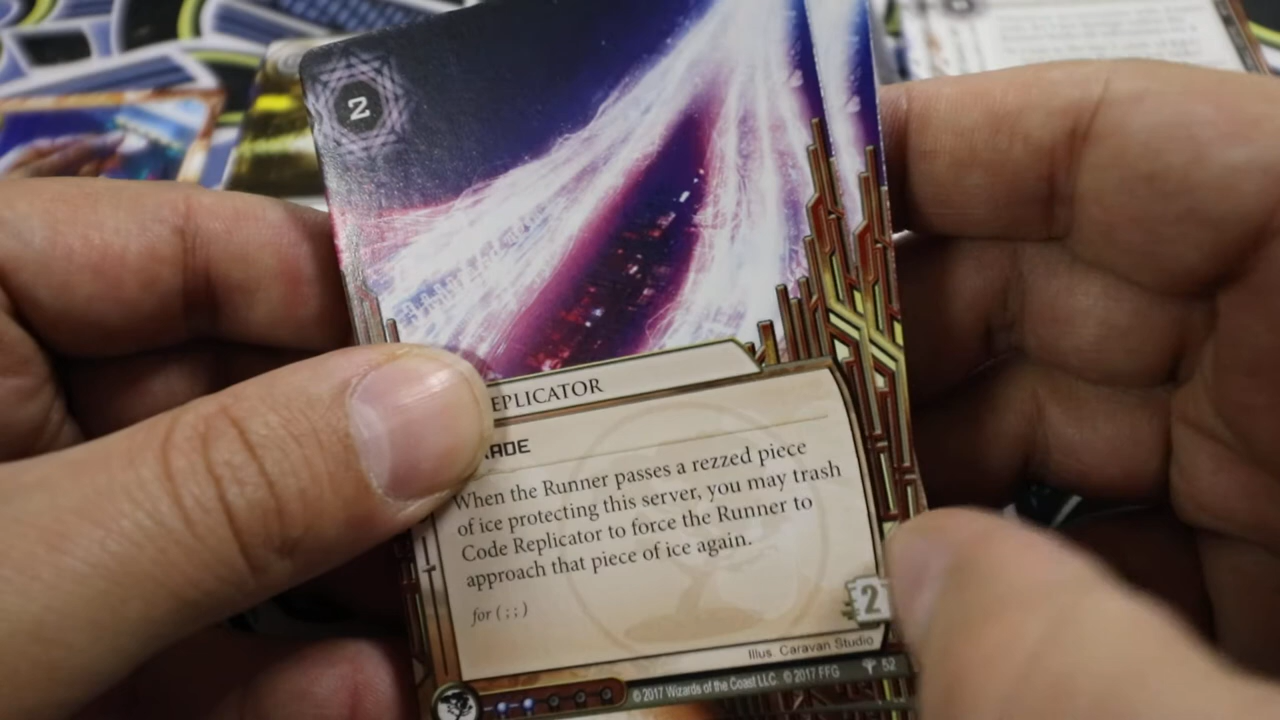 2
EPLICATOR
ADE
When the Runner passes a rezzed piece
of ice protecting this server, you may trash
Code Replicator to force the Runner to
approach that piece of ice again.
for ( ; ; )
2
Illus. Caravan Studio
© 2017 Wizards of the Coast LLC. © 2017 FFG 52